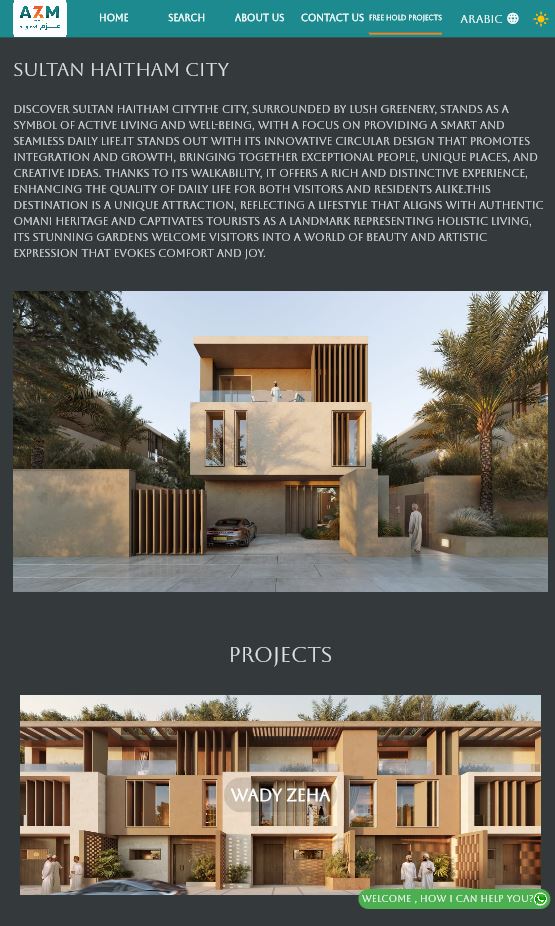 AZM
عـــزم
HOME
SEARCH
ABOUT US
CONTACT US
FREE HOLD PROJECTS
ARABIC
SULTAN HAITHAM CITY
DISCOVER SULTAN HAITHAM CITYTHE CITY, SURROUNDED BY LUSH GREENERY, STANDS AS A
SYMBOL OF ACTIVE LIVING AND WELL-BEING, WITH A FOCUS ON PROVIDING A SMART AND
SEAMLESS DAILY LIFE.IT STANDS OUT WITH ITS INNOVATIVE CIRCULAR DESIGN THAT PROMOTES
INTEGRATION AND GROWTH, BRINGING TOGETHER EXCEPTIONAL PEOPLE, UNIQUE PLACES, AND
CREATIVE IDEAS. THANKS TO ITS WALKABILITY, IT OFFERS A RICH AND DISTINCTIVE EXPERIENCE,
ENHANCING THE QUALITY OF DAILY LIFE FOR BOTH VISITORS AND RESIDENTS ALIKE.THIS
DESTINATION IS A UNIQUE ATTRACTION, REFLECTING A LIFESTYLE THAT ALIGNS WITH AUTHENTIC
OMANI HERITAGE AND CAPTIVATES TOURISTS AS A LANDMARK REPRESENTING HOLISTIC LIVING,
ITS STUNNING GARDENS WELCOME VISITORS INTO A WORLD OF BEAUTY AND ARTISTIC
EXPRESSION THAT EVOKES COMFORT AND JOY.
PROJECTS
WADY ZEHA
WELCOME , HOW I CAN HELP YOU?